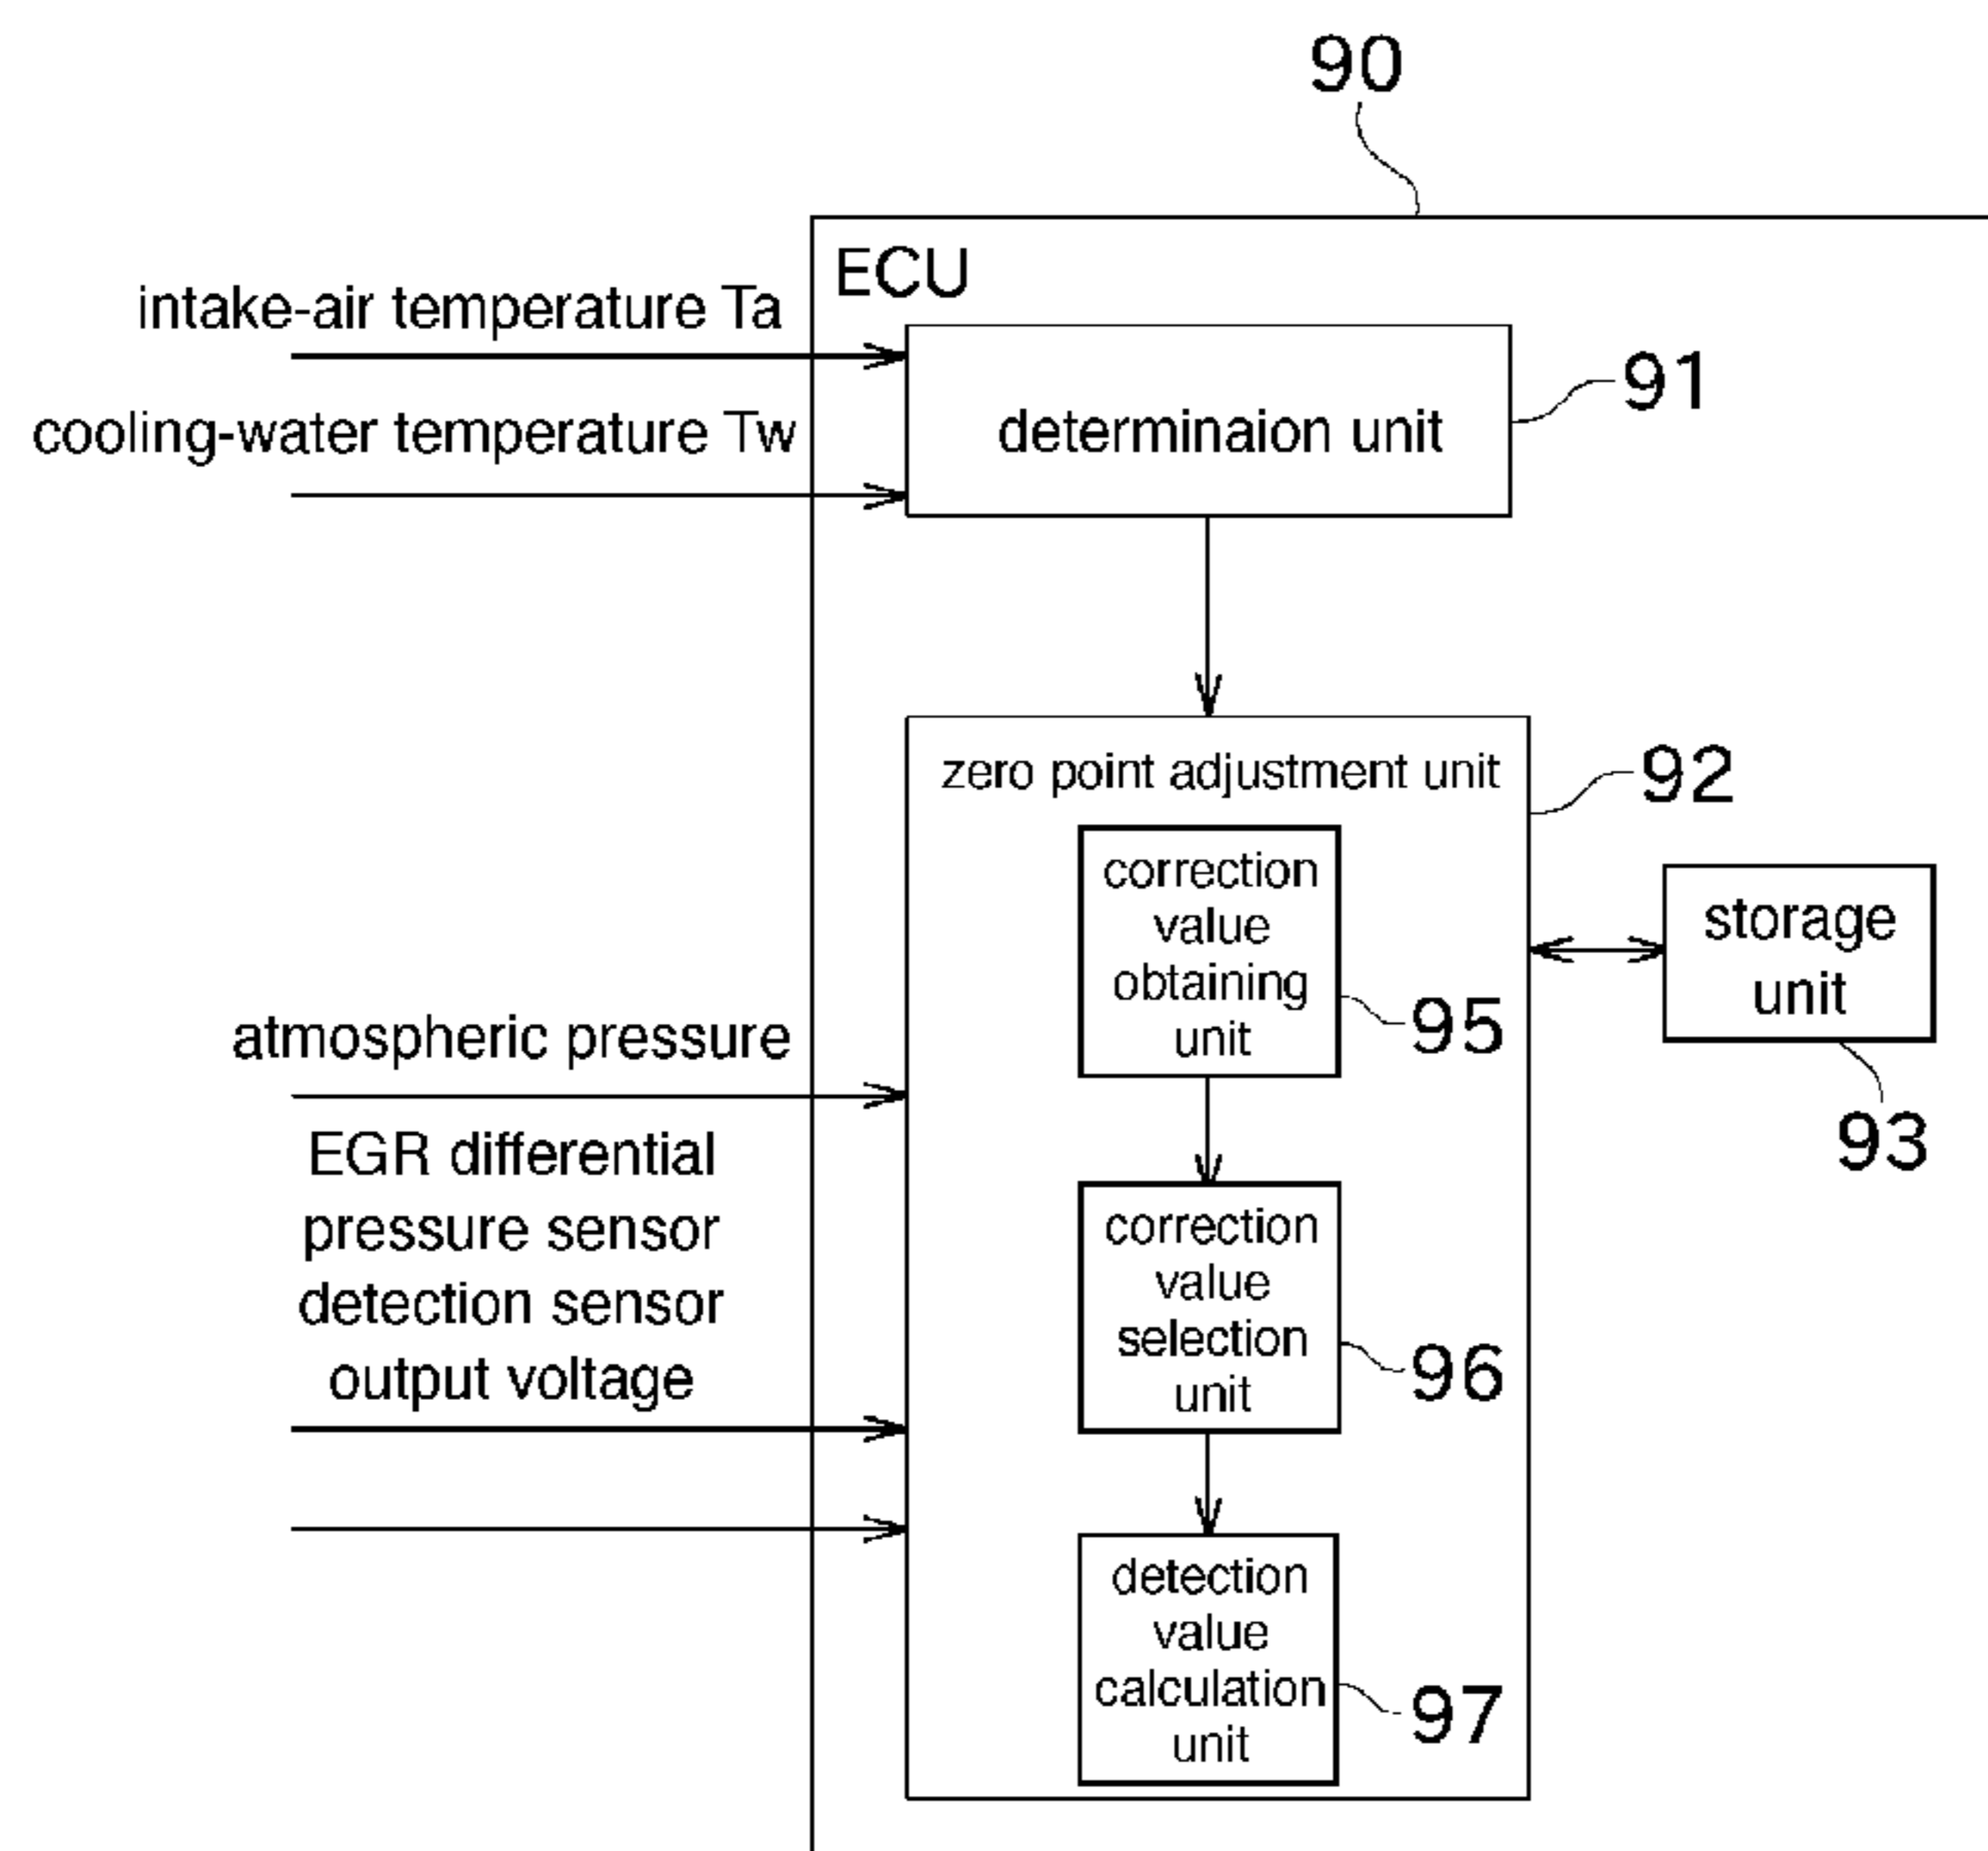 90
ECU
intake-air temperature Ta
cooling-water temperature Tw
determinaion unit
91
zero point adjustment unit
92
correction
value
obtaining
unit
95
storage
unit
93
atmospheric pressure
EGR differential
pressure sensor
detection sensor
output voltage
correction
value
selection
unit
96
detection
value
calculation
unit
97